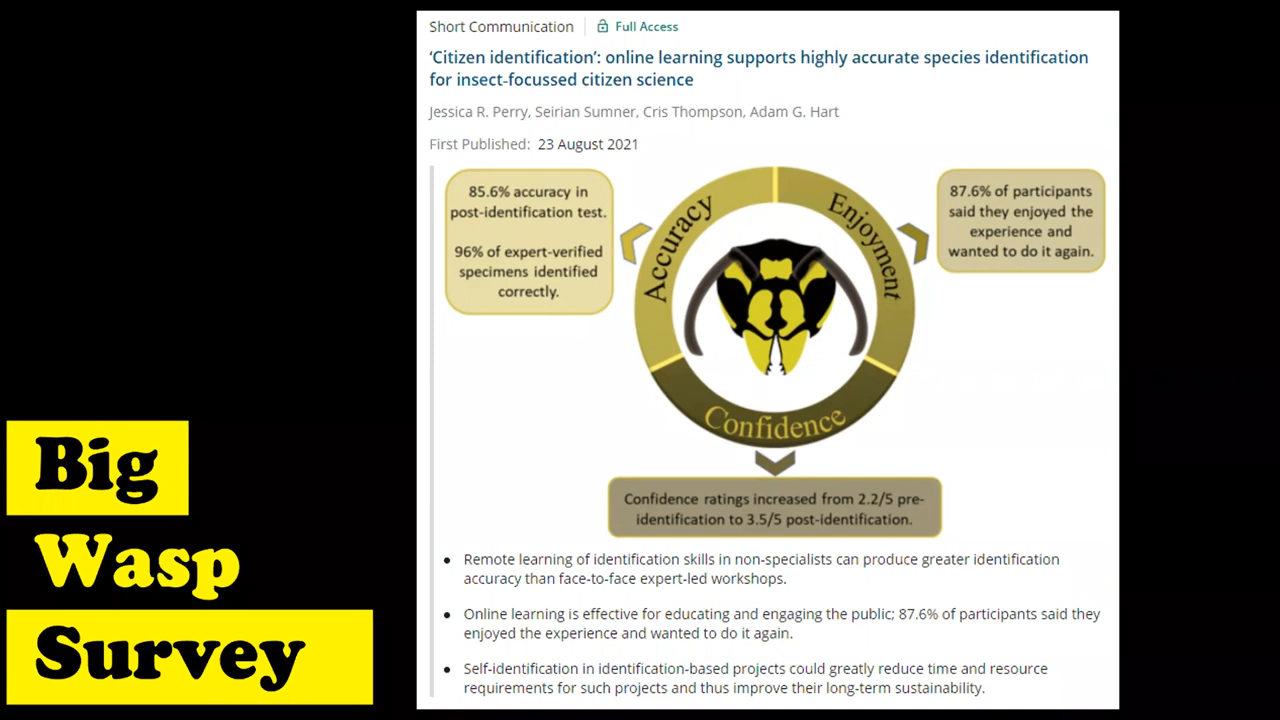 Short Communication
Full Access
‘Citizen identification’: online learning supports highly accurate species identification
for insect-focussed citizen science
Jessica R. Perry, Seirian Sumner, Cris Thompson, Adam G. Hart
First Published: 23 August 2021
85.6% accuracy in
post-identification test.
96% of expert-verified
specimens identified
correctly.
Accuracy
Enjoyment
87.6% of participants
said they enjoyed the
experience and
wanted to do it again.
Confidence
Confidence ratings increased from 2.2/5 pre-
identification to 3.5/5 post-identification.
• Remote learning of identification skills in non-specialists can produce greater identification
accuracy than face-to-face expert-led workshops.
• Online learning is effective for educating and engaging the public; 87.6% of participants said they
enjoyed the experience and wanted to do it again.
• Self-identification in identification-based projects could greatly reduce time and resource
requirements for such projects and thus improve their long-term sustainability.
Big
Wasp
Survey